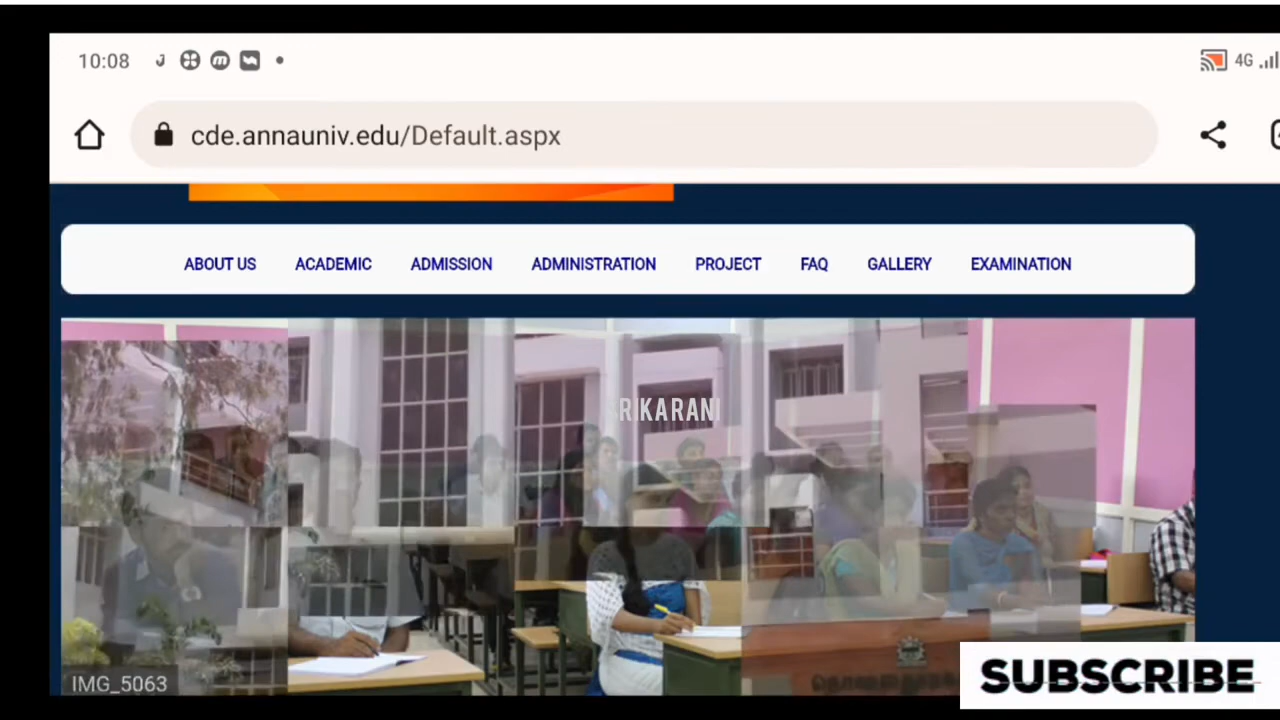 10:08
4G
cde.annauniv.edu/Default.aspx
ABOUT US ACADEMIC ADMISSION ADMINISTRATION PROJECT FAQ GALLERY EXAMINATION
RIKARANI
IMG_5063
SUBSCRIBE